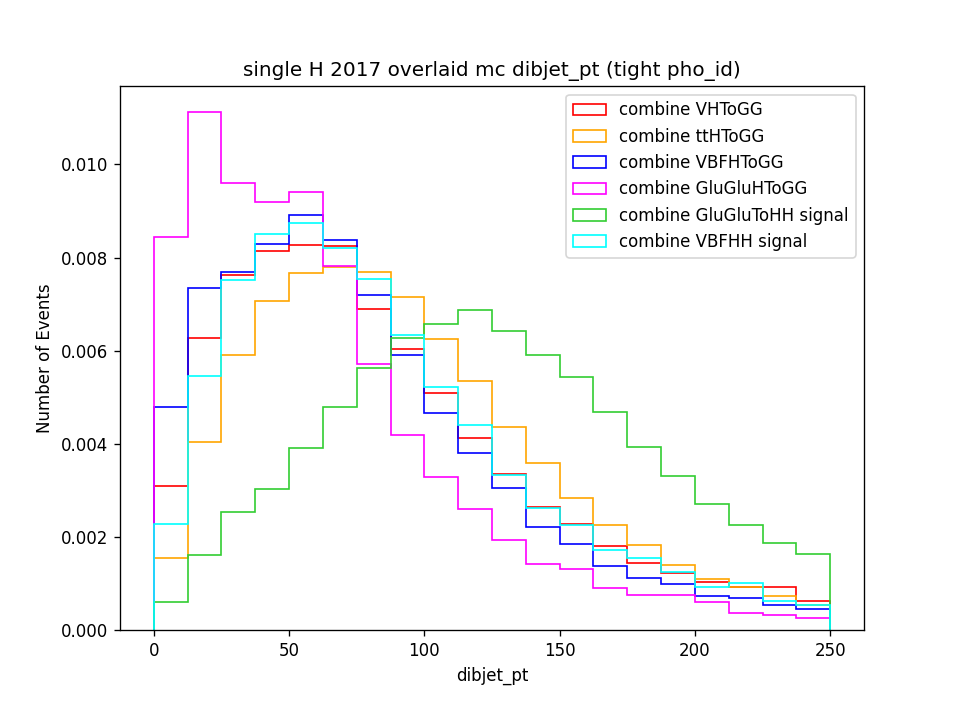 single H 2017 overlaid mc dibjet_pt (tight pho_id)
combine VHToGG
combine ttHToGG
combine VBFHToGG
combine GluGluHToGG
combine GluGluToHH signal
combine VBFHH signal
Number of Events
0.010
0.008
0.006
0.004
0.002
0.000
0
50
100
150
200
250
dibjet_pt